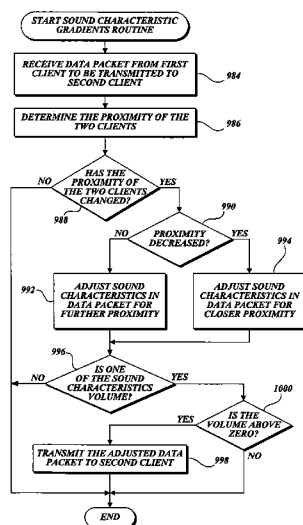 START SOUND CHARACTERISTIC
GRADIENTS ROUTINE
RECEIVE DATA PACKET FROM FIRST
CLIENT TO BE TRANSMITTED TO
SECOND CLIENT
984
DETERMINE THE PROXIMITY OF THE
TWO CLIENTS
986
NO
HAS THE
PROXIMITY OF
THE TWO CLIENTS
CHANGED?
YES
988
990
NO
PROXIMITY
DECREASED?
YES
994
992
ADJUST SOUND
CHARACTERISTICS IN
DATA PACKET FOR
FURTHER PROXIMITY
ADJUST SOUND
CHARACTERISTICS IN
DATA PACKET FOR
CLOSER PROXIMITY
996
NO
IS ONE
OF THE SOUND
CHARACTERISTICS
VOLUME?
YES
1000
YES
IS THE
VOLUME ABOVE
ZERO?
NO
TRANSMIT THE ADJUSTED DATA
PACKET TO SECOND CLIENT
998
END